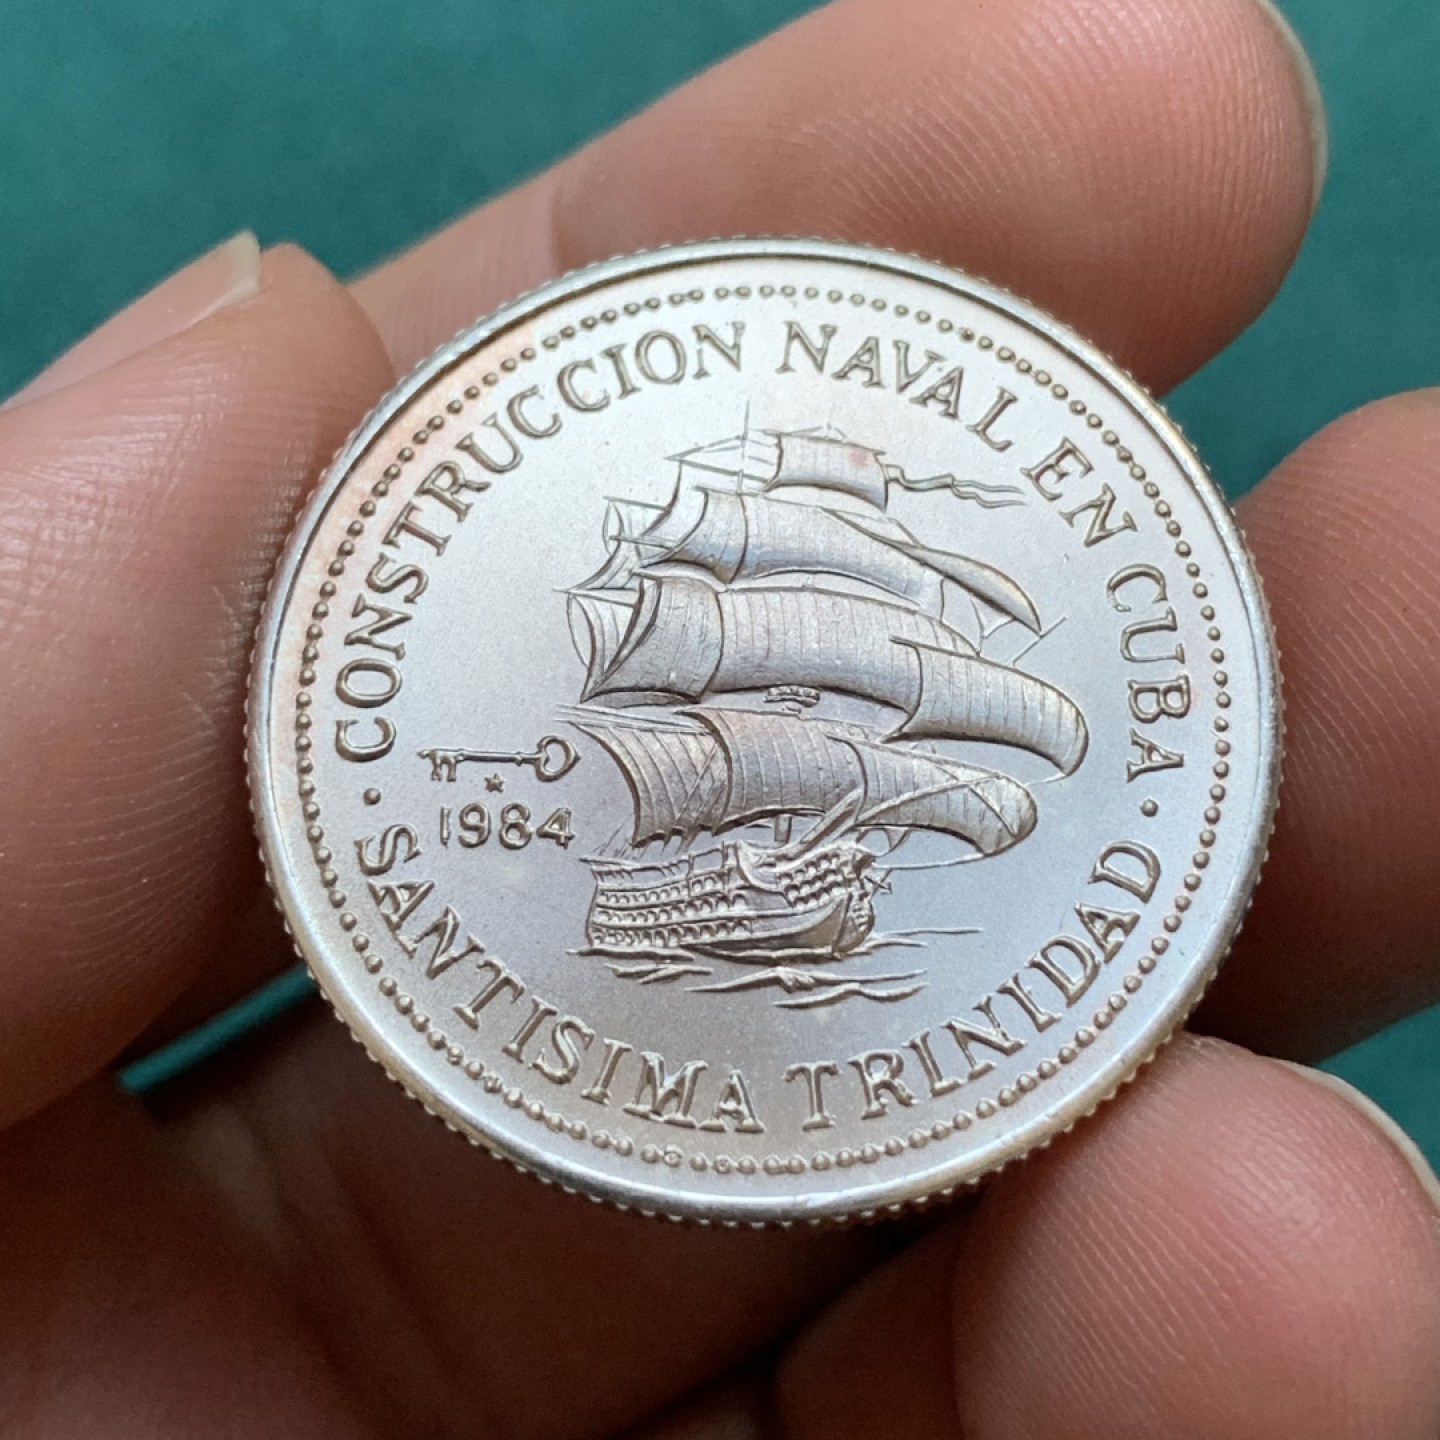 CONSTRUCCION NAVAL EN CUBA
1984
SANTISIMA TRINIDAD